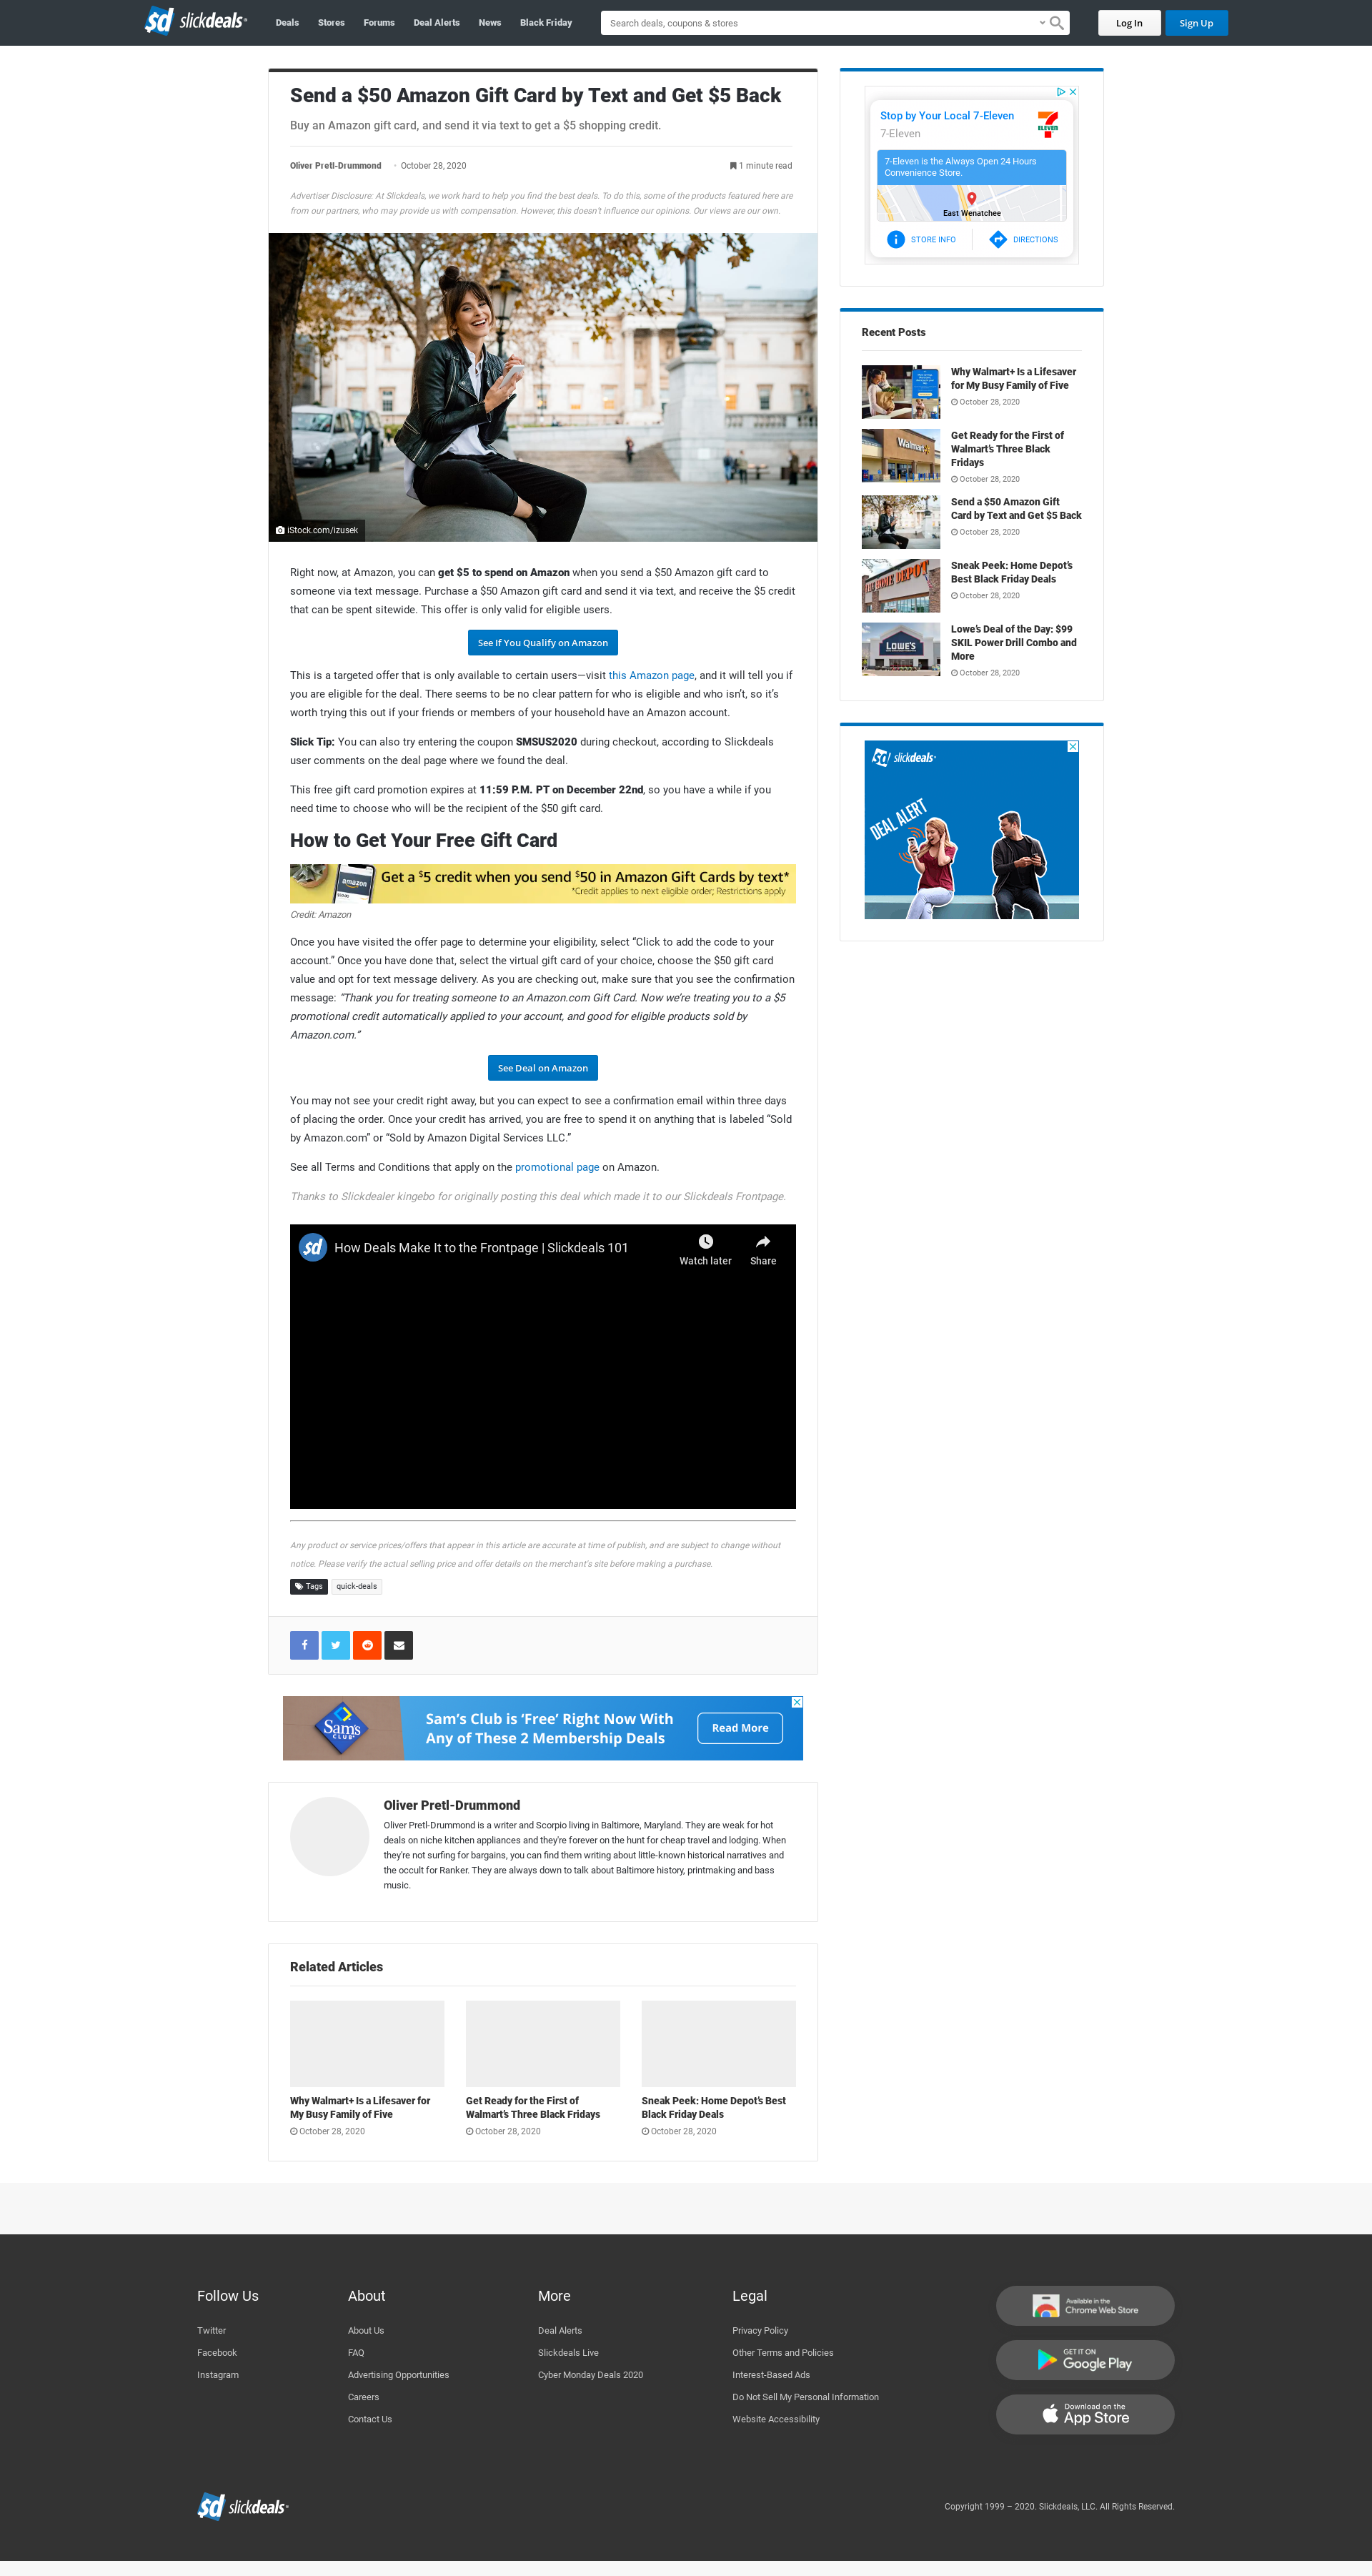 sd slickdeals
Deals
Stores
Forums
Deal Alerts
News
Black Friday
Search deals, coupons & stores
Log In
Sign Up
Send a $50 Amazon Gift Card by Text and Get $5 Back
Buy an Amazon gift card, and send it via text to get a $5 shopping credit.
Oliver Pretl-Drummond
October 28, 2020
1 minute read
Advertiser Disclosure: At Slickdeals, we work hard to help you find the best deals. To do this, some of the products featured here are
from our partners, who may provide us with compensation. However, this doesn’t influence our opinions. Our views are our own.
iStock.com/izusek
Right now, at Amazon, you can get $5 to spend on Amazon when you send a $50 Amazon gift card to
someone via text message. Purchase a $50 Amazon gift card and send it via text, and receive the $5 credit
that can be spent sitewide. This offer is only valid for eligible users.
See If You Qualify on Amazon
This is a targeted offer that is only available to certain users—visit this Amazon page, and it will tell you if
you are eligible for the deal. There seems to be no clear pattern for who is eligible and who isn’t, so it’s
worth trying this out if your friends or members of your household have an Amazon account.
Slick Tip: You can also try entering the coupon SMSUS2020 during checkout, according to Slickdeals
user comments on the deal page where we found the deal.
This free gift card promotion expires at 11:59 P.M. PT on December 22nd, so you have a while if you
need time to choose who will be the recipient of the $50 gift card.
How to Get Your Free Gift Card
amazon
Get a $5 credit when you send $50 in Amazon Gift Cards by text*
*Credit applies to next eligible order; Restrictions apply
Credit: Amazon
Once you have visited the offer page to determine your eligibility, select “Click to add the code to your
account.” Once you have done that, select the virtual gift card of your choice, choose the $50 gift card
value and opt for text message delivery. As you are checking out, make sure that you see the confirmation
message: “Thank you for treating someone to an Amazon.com Gift Card. Now we’re treating you to a $5
promotional credit automatically applied to your account, and good for eligible products sold by
Amazon.com.”
See Deal on Amazon
You may not see your credit right away, but you can expect to see a confirmation email within three days
of placing the order. Once your credit has arrived, you are free to spend it on anything that is labeled “Sold
by Amazon.com” or “Sold by Amazon Digital Services LLC.”
See all Terms and Conditions that apply on the promotional page on Amazon.
Thanks to Slickdealer kingebo for originally posting this deal which made it to our Slickdeals Frontpage.
sd
How Deals Make It to the Frontpage | Slickdeals 101
Watch later
Share
Any product or service prices/offers that appear in this article are accurate at time of publish, and are subject to change without
notice. Please verify the actual selling price and offer details on the merchant's site before making a purchase.
Tags
quick-deals
Sam's CLUB
Sam’s Club is ‘Free’ Right Now With
Any of These 2 Membership Deals
Read More
Oliver Pretl-Drummond
Oliver Pretl-Drummond is a writer and Scorpio living in Baltimore, Maryland. They are weak for hot
deals on niche kitchen appliances and they're forever on the hunt for cheap travel and lodging. When
they're not surfing for bargains, you can find them writing about little-known historical narratives and
the occult for Ranker. They are always down to talk about Baltimore history, printmaking and bass
music.
Related Articles
Why Walmart+ Is a Lifesaver for
My Busy Family of Five
October 28, 2020
Get Ready for the First of
Walmart’s Three Black Fridays
October 28, 2020
Sneak Peek: Home Depot’s Best
Black Friday Deals
October 28, 2020
Stop by Your Local 7-Eleven
7-Eleven
ELEVEN
7-Eleven is the Always Open 24 Hours
Convenience Store.
East Wenatchee
STORE INFO
DIRECTIONS
Recent Posts
Why Walmart+ Is a Lifesaver
for My Busy Family of Five
October 28, 2020
Walmart
Get Ready for the First of
Walmart’s Three Black
Fridays
October 28, 2020
Send a $50 Amazon Gift
Card by Text and Get $5 Back
October 28, 2020
THE HOME DEPOT
Sneak Peek: Home Depot’s
Best Black Friday Deals
October 28, 2020
LOWE'S
Lowe’s Deal of the Day: $99
SKIL Power Drill Combo and
More
October 28, 2020
sd slickdeals
DEAL ALERT
Follow Us
Twitter
Facebook
Instagram
About
About Us
FAQ
Advertising Opportunities
Careers
Contact Us
More
Deal Alerts
Slickdeals Live
Cyber Monday Deals 2020
Legal
Privacy Policy
Other Terms and Policies
Interest-Based Ads
Do Not Sell My Personal Information
Website Accessibility
Available in the
Chrome Web Store
GET IT ON
Google Play
Download on the
App Store
sd slickdeals
Copyright 1999 – 2020. Slickdeals, LLC. All Rights Reserved.